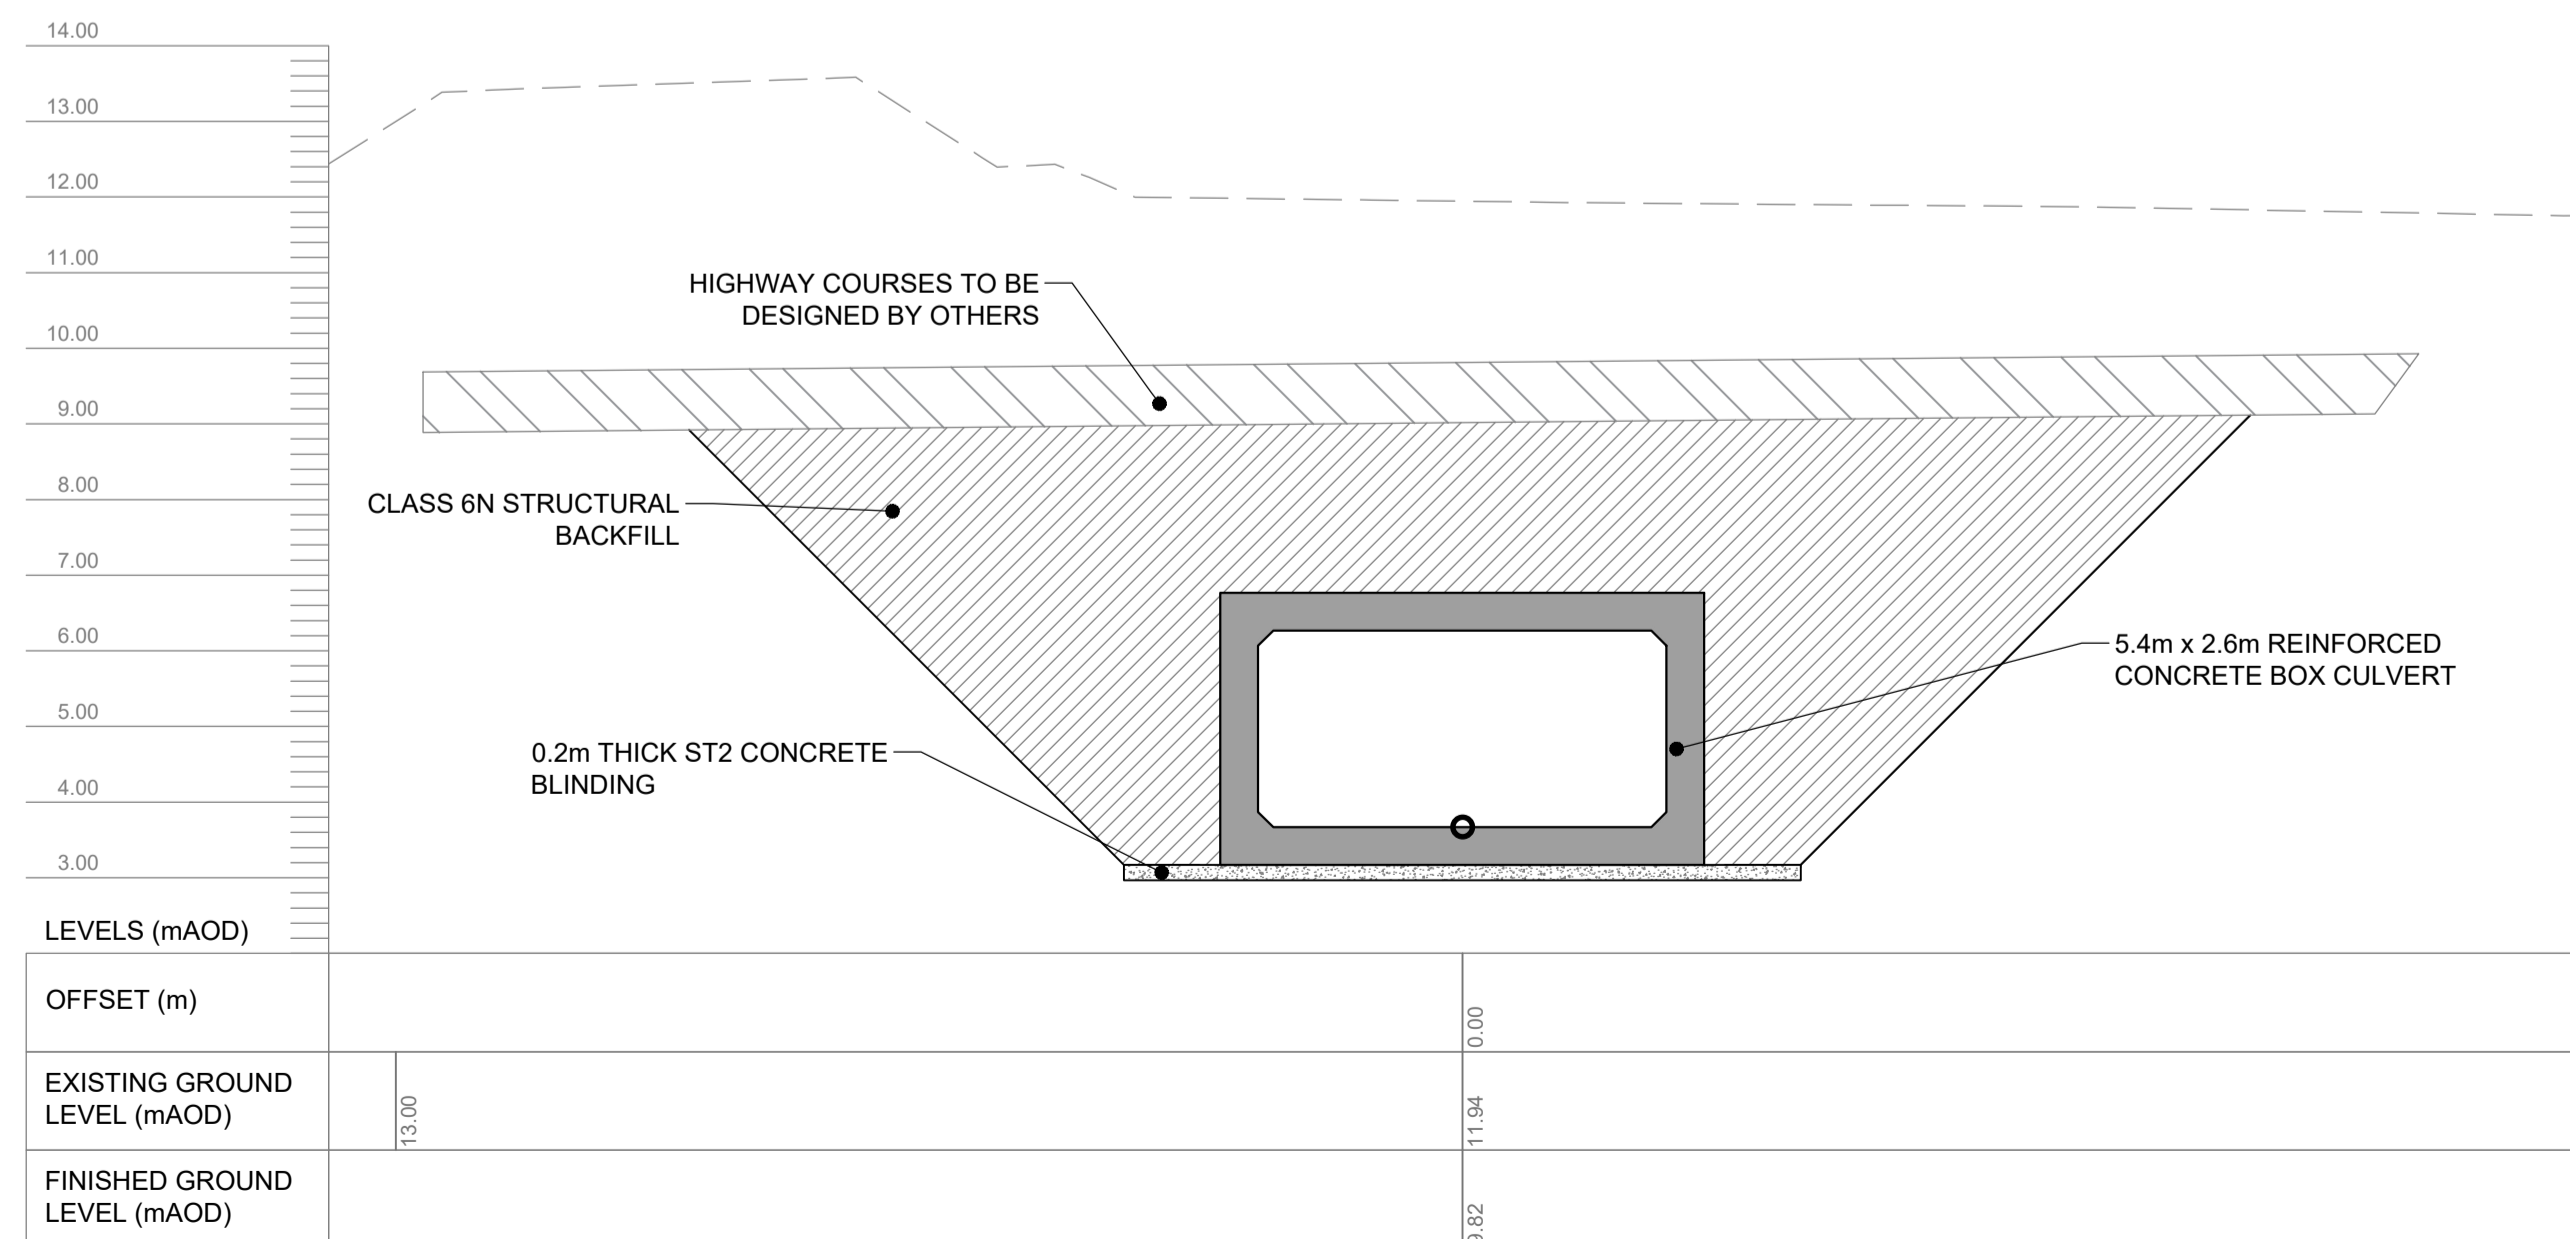 14.00
13.00
12.00
11.00
HIGHWAY COURSES TO BE
DESIGNED BY OTHERS
10.00
9.00
8.00
CLASS 6N STRUCTURAL
BACKFILL
7.00
6.00
5.4m x 2.6m REINFORCED
CONCRETE BOX CULVERT
5.00
0.2m THICK ST2 CONCRETE
BLINDING
4.00
3.00
LEVELS (mAOD)
OFFSET (m)
0.00
EXISTING GROUND
LEVEL (mAOD)
13.00
11.94
FINISHED GROUND
LEVEL (mAOD)
9.82